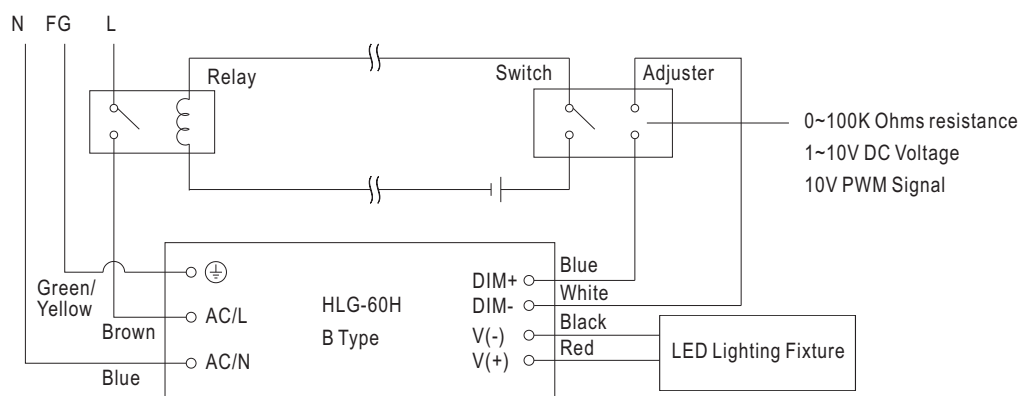 N FG L
Relay
Switch
Adjuster
0~100K Ohms resistance
1~10V DC Voltage
10V PWM Signal
Green/
Yellow
Brown
Blue
AC/L
AC/N
HLG-60H
B Type
DIM+
DIM-
V(-)
V(+)
Blue
White
Black
Red
LED Lighting Fixture